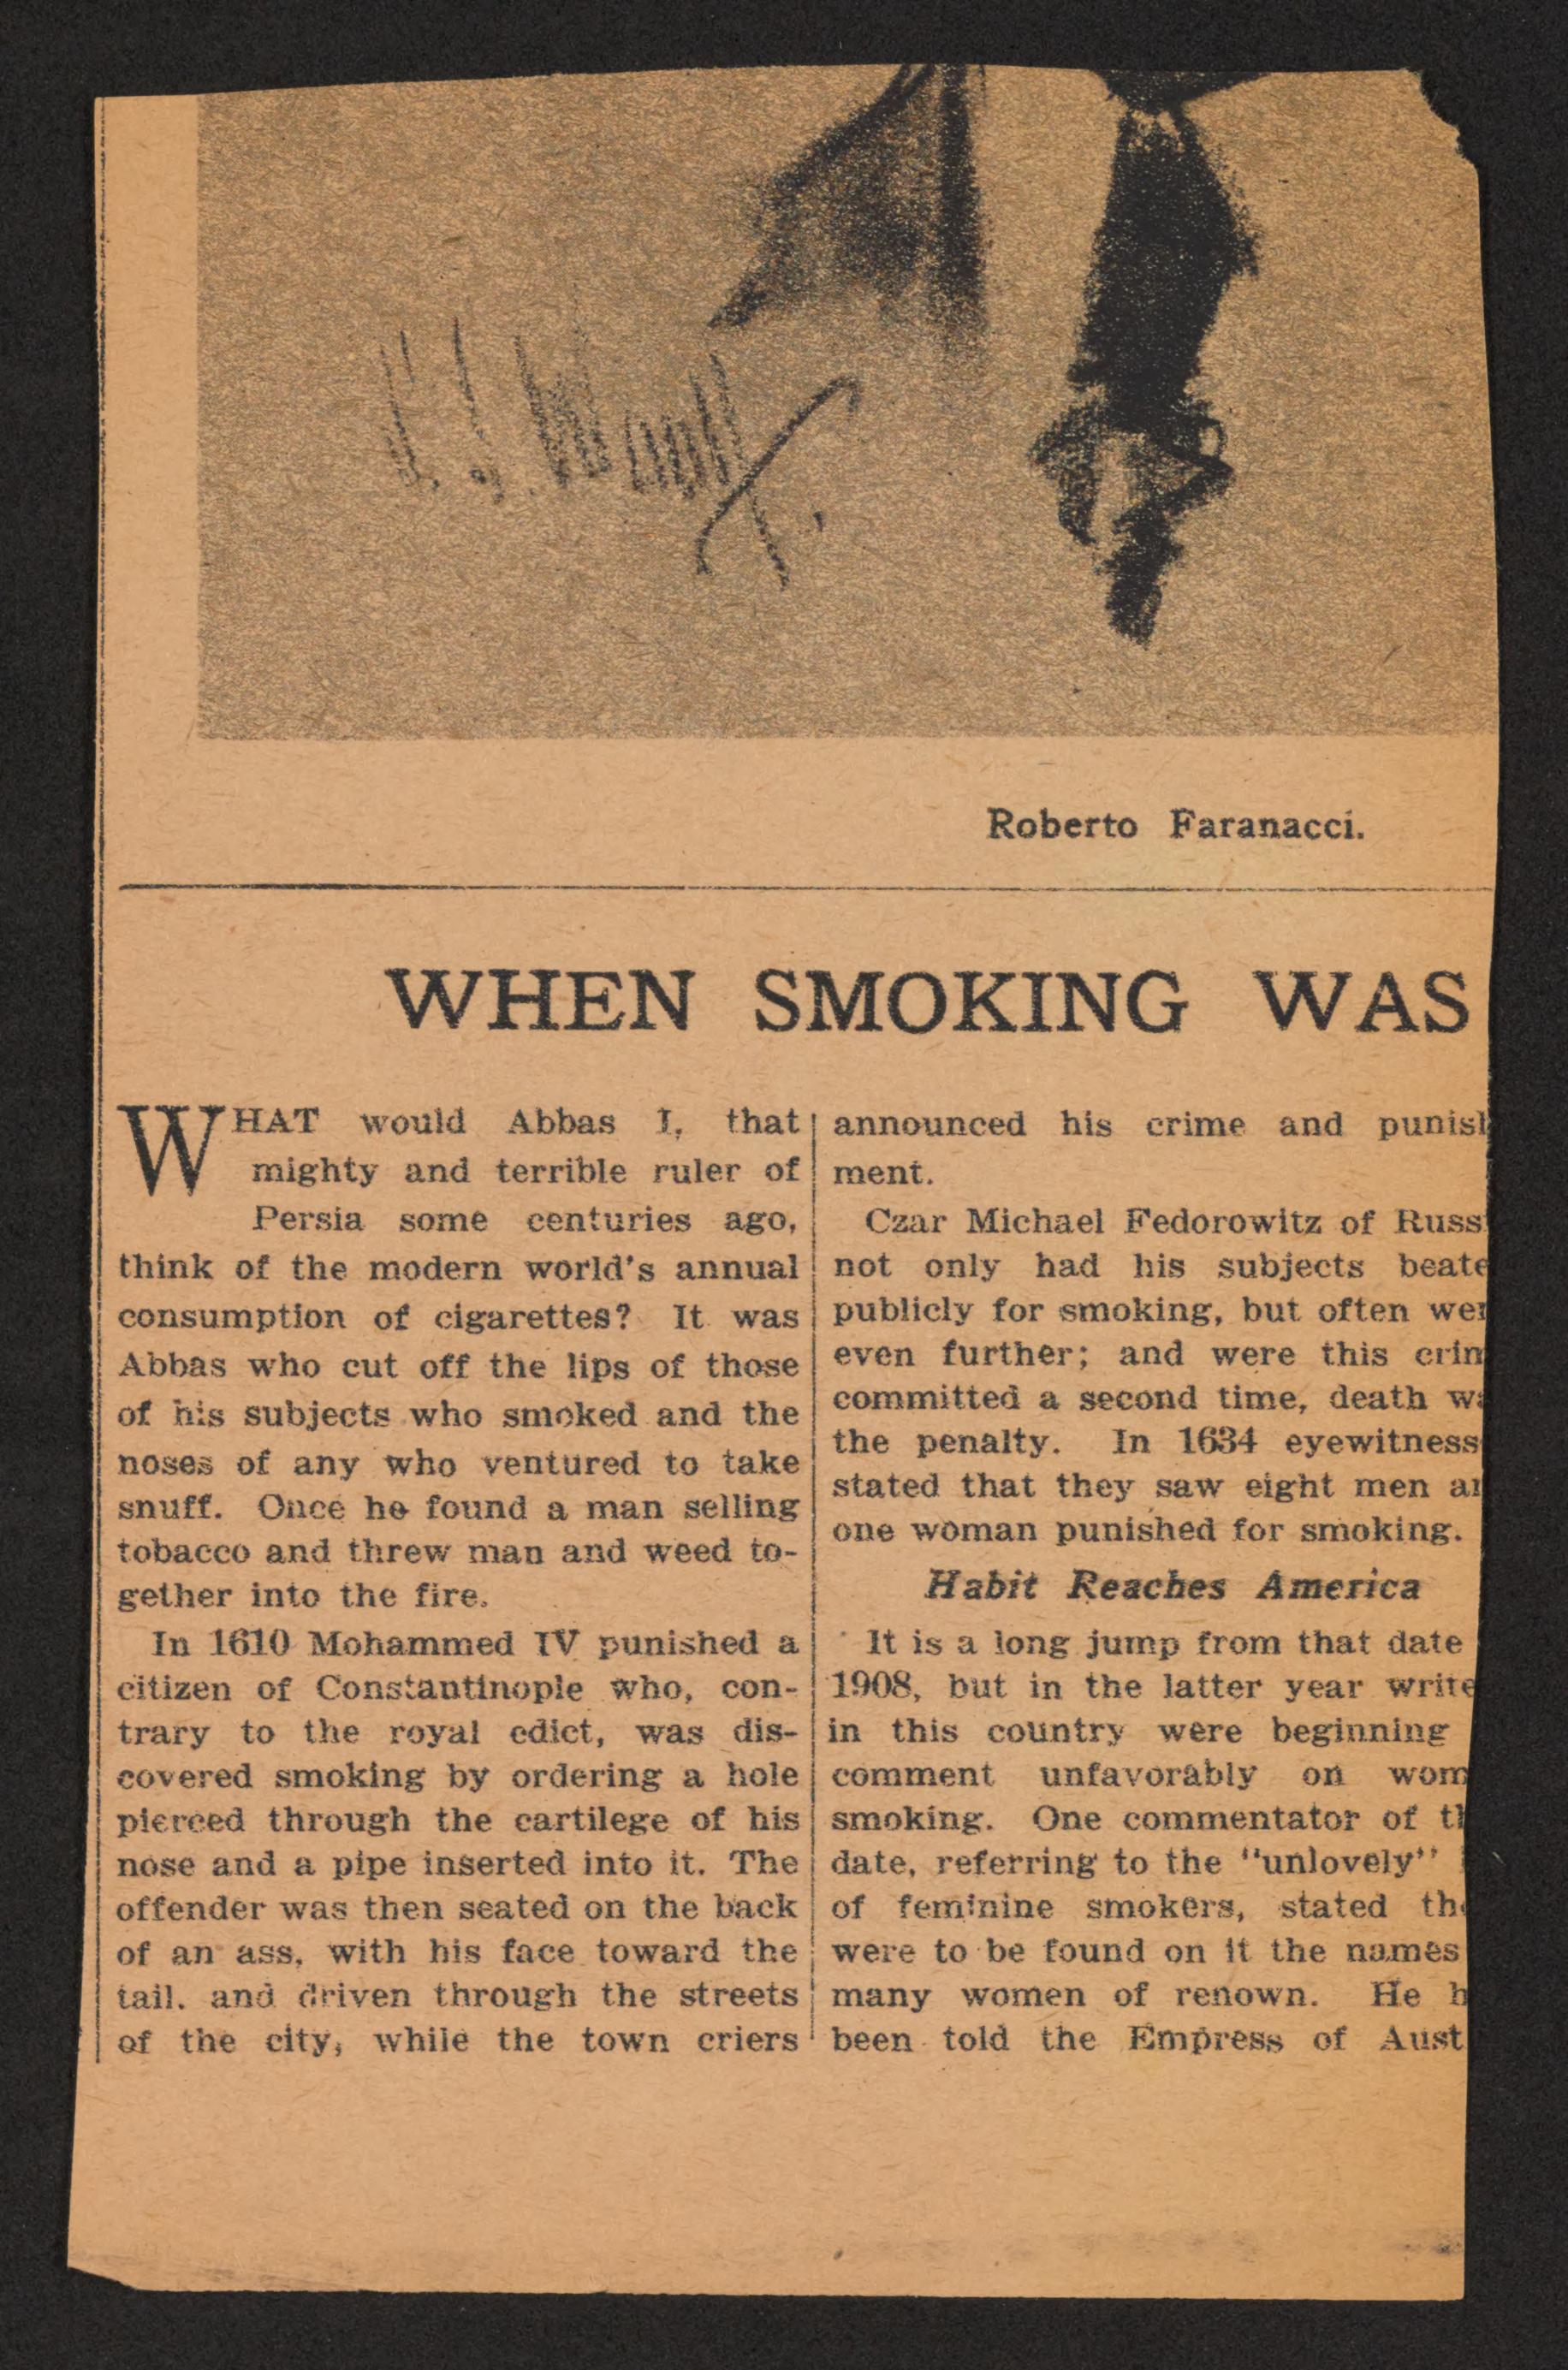 Roberto Faranacci.
WHEN SMOKING WAS
WHAT would Abbas I, that
mighty and terrible ruler of
Persia some centuries ago,
think of the modern world's annual
consumption of cigarettes? It was
Abbas who cut off the lips of those
of his subjects who smoked and the
noses of any who ventured to take
snuff. Once he found a man selling
tobacco and threw man and weed to-
gether into the fire.
In 1610 Mohammed IV punished a
citizen of Constantinople who, con-
trary to the royal edict, was dis-
covered smoking by ordering a hole
pierced through the cartilege of his
nose and a pipe inserted into it. The
offender was then seated on the back
of an ass, with his face toward the
tail. and driven through the streets
of the city, while the town criers
announced his crime and punish
ment.
Czar Michael Fedorowitz of Russ
not only had his subjects beate
publicly for smoking, but often wen
even further; and were this crim
committed a second time, death wa
the penalty. In 1634 eyewitness
stated that they saw eight men an
one woman punished for smoking.
Habit Reaches America
It is a long jump from that date
1908, but in the latter year write
in this country were beginning
comment unfavorably on wom
smoking. One commentator of th
date, referring to the "unlovely"
of feminine smokers, stated the
were to be found on it the names
many women of renown. He h
been told the Empress of Aust